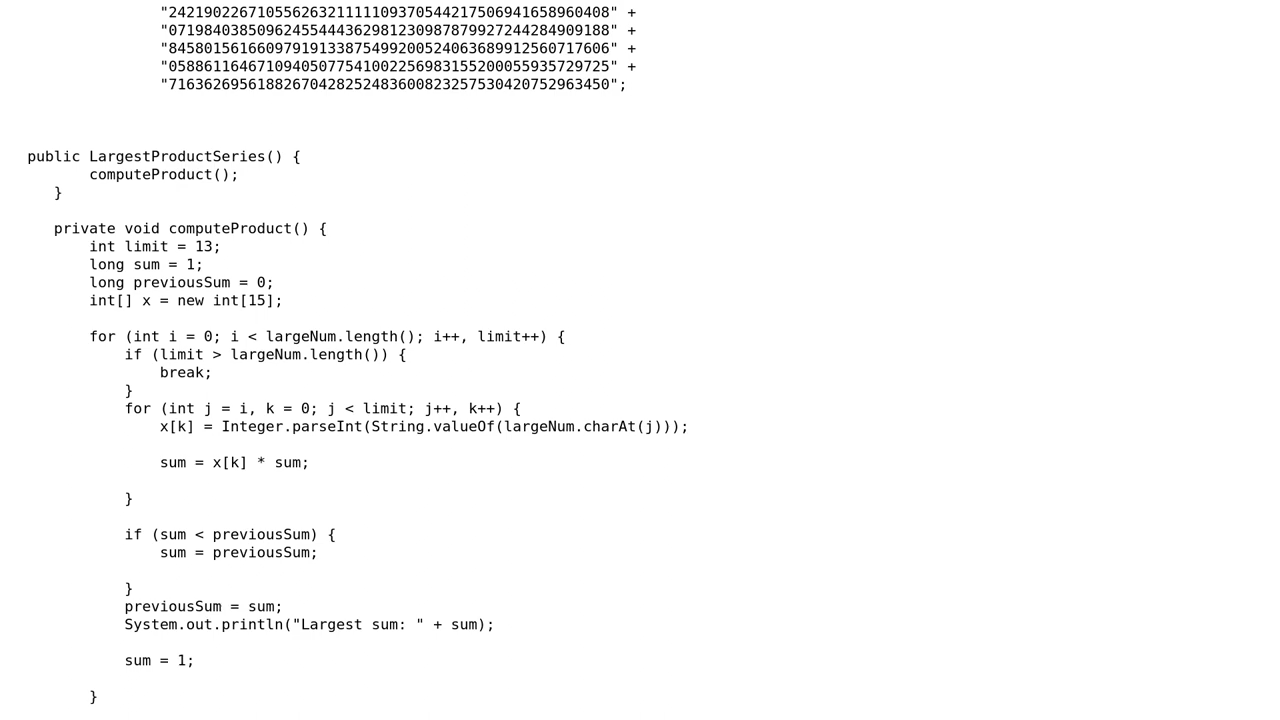 "24219022671055626321111109370544217506941658960408" +
"07198403850962455444362981230987879927244284909188" +
"84580156166097919133875499200524063689912560717606" +
"05886116467109405077541002256983155200055935729725" +
"71636269561882670428252483600823257530420752963450";
public LargestProductSeries() {
computeProduct();
}
private void computeProduct() {
int limit = 13;
long sum = 1;
long previousSum = 0;
int[] x = new int[15];
for (int i = 0; i < largeNum.length(); i++, limit++) {
if (limit > largeNum.length()) {
break;
}
for (int j = i, k = 0; j < limit; j++, k++) {
x[k] = Integer.parseInt(String.valueOf(largeNum.charAt(j)));
sum = x[k] * sum;
}
if (sum < previousSum) {
sum = previousSum;
}
previousSum = sum;
System.out.println("Largest sum: " + sum);
sum = 1;
}